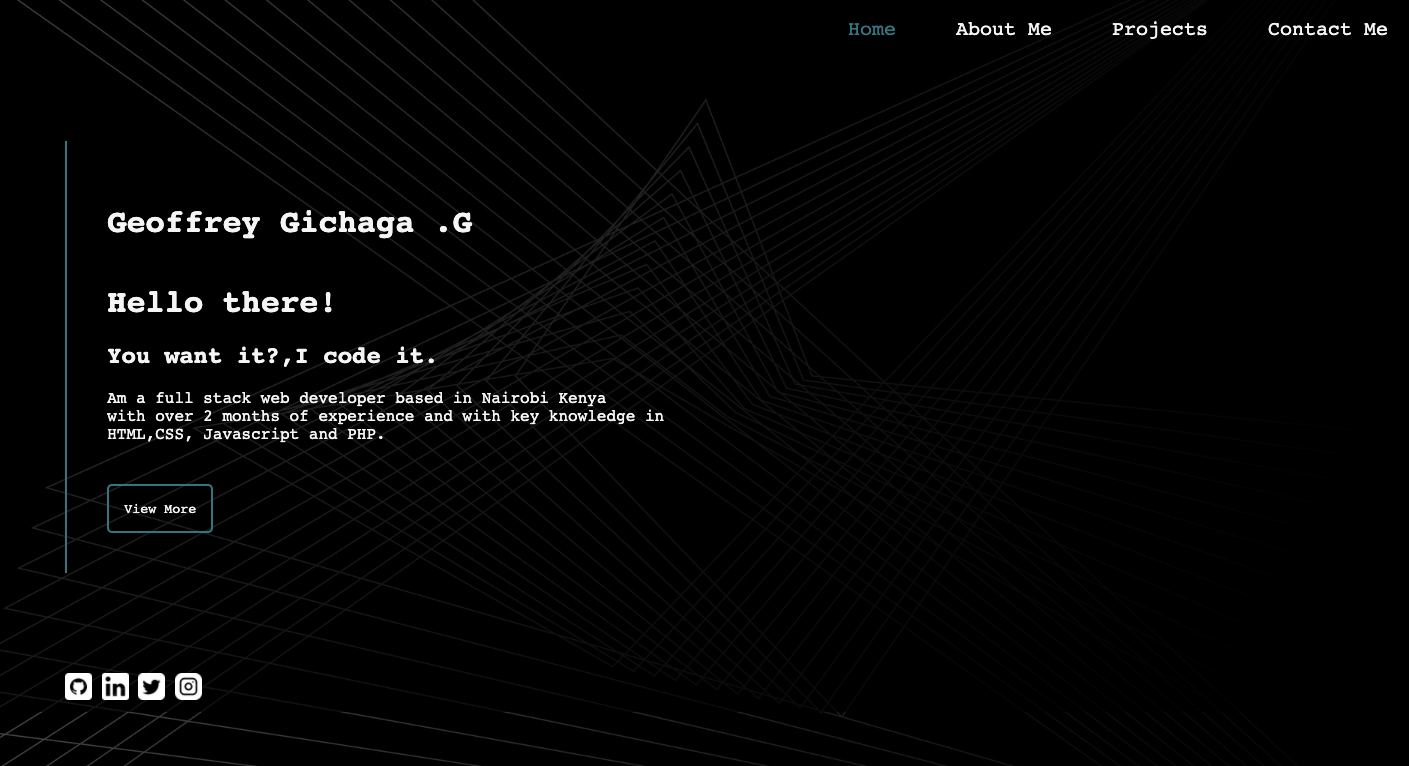 Home About Me Projects Contact Me
Geoffrey Gichaga .G
Hello there!
You want it?,I code it.
Am a full stack web developer based in Nairobi Kenya
with over 2 months of experience and with key knowledge in
HTML,CSS, Javascript and PHP.
View More
in